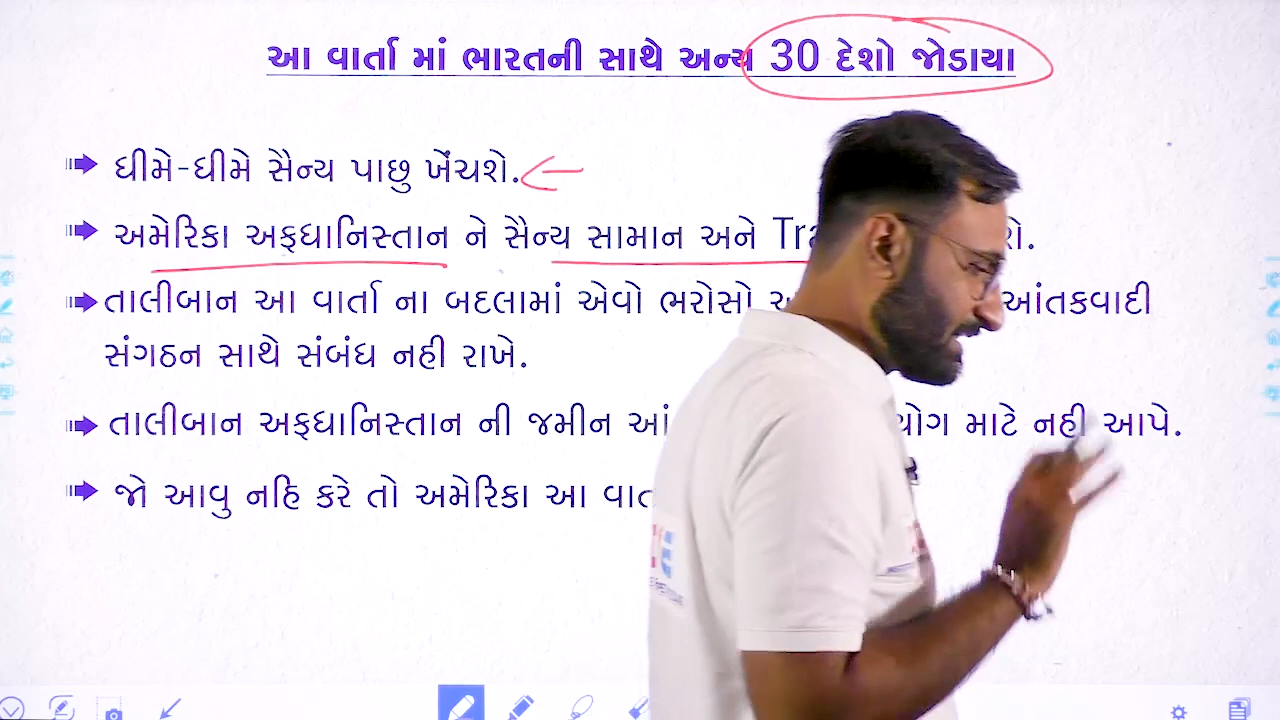 આ વાર્તા માં ભારતની સાથે અન્ય 30 દેશો જોડાયા
ધીમે-ધીમે સૈન્ય પાછુ ખેંચશે.
અમેરિકા અફઘાનિસ્તાન ને સૈન્ય સામાન અને
તાલીબાન આ વાર્તા ના બદલામાં એવો ભરોસો આંતકવાદી
સંગઠન સાથે સંબંધ નહી રાખે.
તાલીબાન અફઘાનિસ્તાન ની જમીન માટે નહી આપે.
જો આવુ નહિ કરે તો અમેરિકા આ